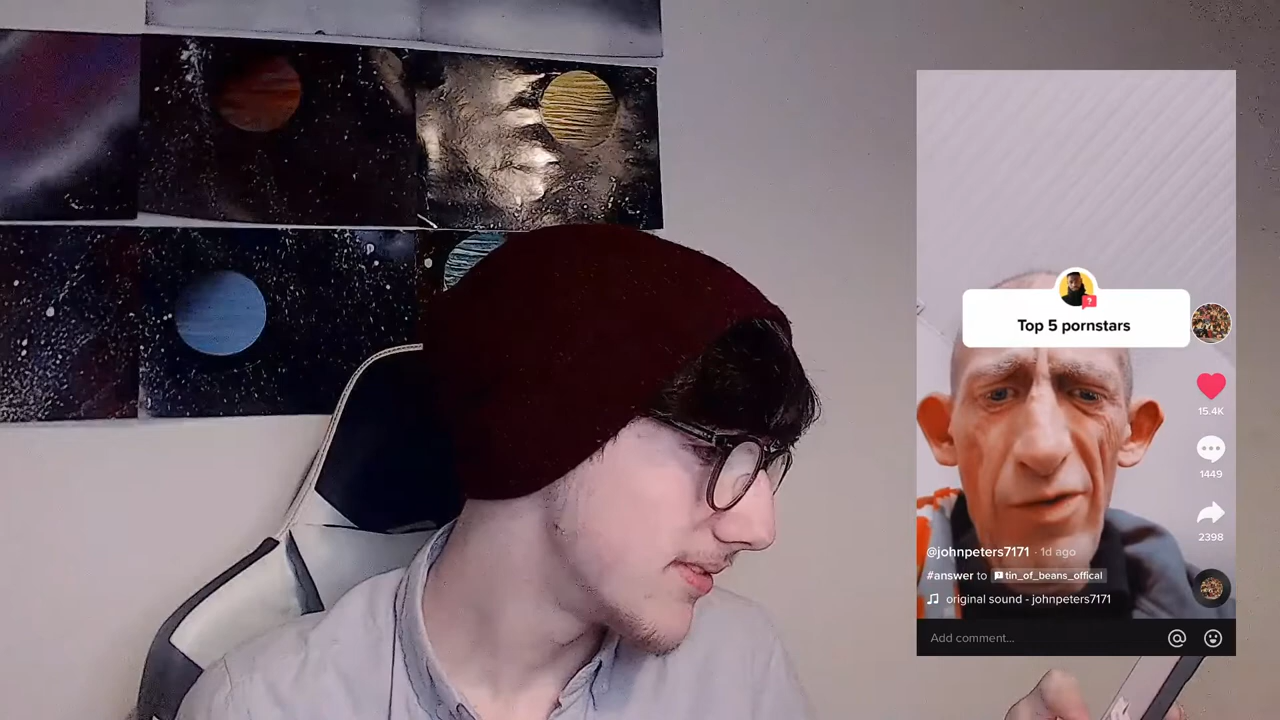 Top 5 pornstars
15.4K
1449
2398
@johnpeters7171 · 1d ago
#answer to tin_of_beans_offical
original sound - johnpeters7171
Add comment...